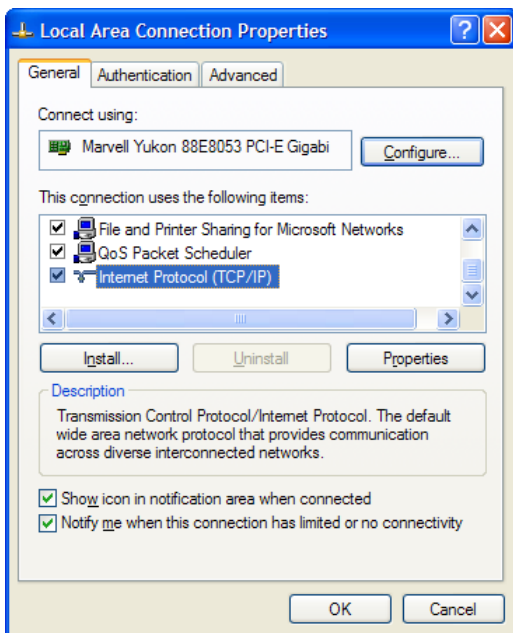 Local Area Connection Properties
General Authentication Advanced
Connect using:
Marvell Yukon 88E8053 PCI-E Gigabi
Configure...
This connection uses the following items:
File and Printer Sharing for Microsoft Networks
QoS Packet Scheduler
Internet Protocol (TCP/IP)
Install... Uninstall Properties
Description
Transmission Control Protocol/Internet Protocol. The default
wide area network protocol that provides communication
across diverse interconnected networks.
Show icon in notification area when connected
Notify me when this connection has limited or no connectivity
OK Cancel